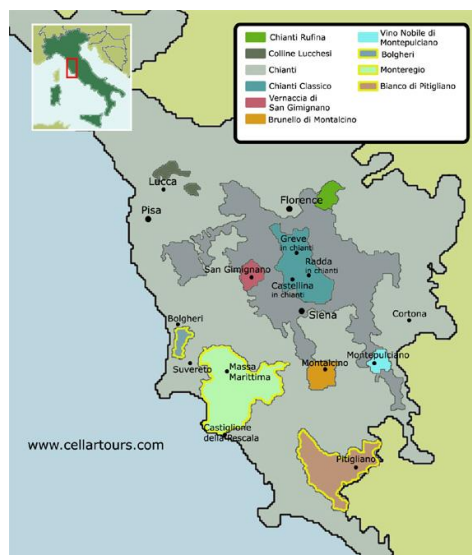 Chianti Rufina
Colline Lucchesi
Chianti
Chianti Classico
Vernaccia di
San Gimignano
Brunello di Montalcino
Vino Nobile di
Montepulciano
Bolgheri
Monteregio
Bianco di Pitigliano
Lucca
Pisa
Florence
Greve
in chianti
Radda
in chianti
San Gimignano
Castellina
in chianti
Siena
Cortona
Bolgheri
Suvereto
Massa
Marittima
Montalcino
Montepulciano
Castiglione
della Pescala
Pitigliano
www.cellartours.com